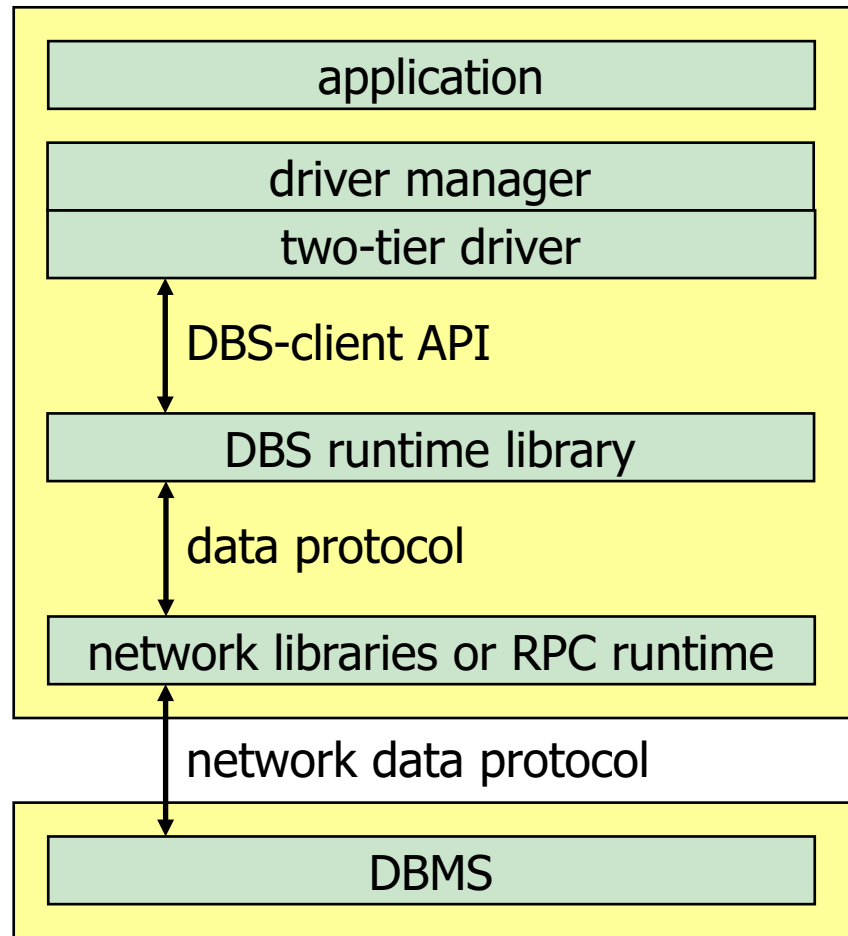 application
driver manager
two-tier driver
DBS-client API
DBS runtime library
data protocol
network libraries or RPC runtime
network data protocol
DBMS